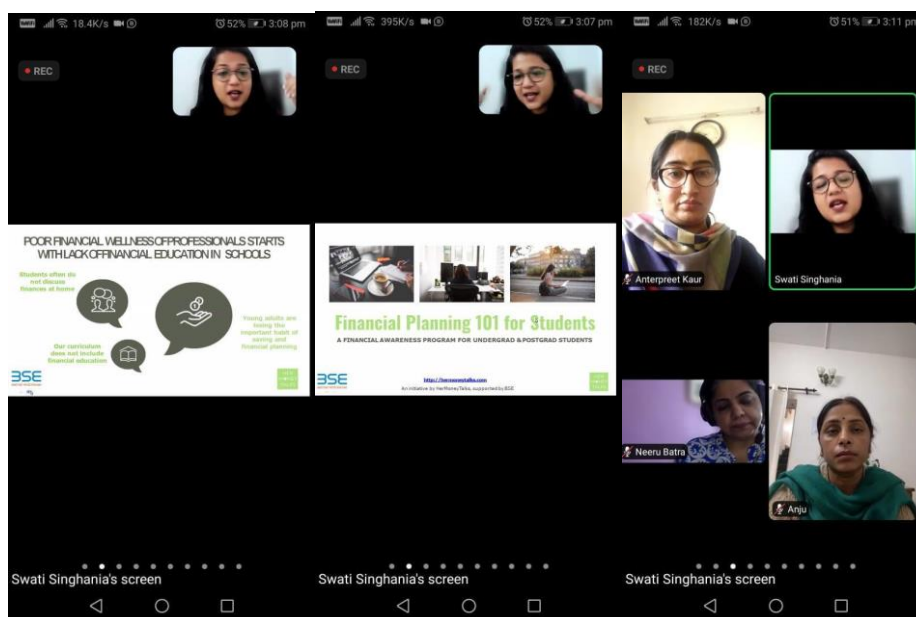 18.4K/s
52%
3:08 pm
REC
POOR FINANCIAL WELLNESS OF PROFESSIONALS STARTS
WITH LACK OF FINANCIAL EDUCATION IN SCHOOLS
Students often do
not discuss
finances at home
Our curriculum
does not include
financial education
Young adults are
losing the
important habit of
saving and
financial planning
BSE
Swati Singhania's screen
395K/s
52%
3:07 pm
REC
Financial Planning 101 for Students
A FINANCIAL AWARENESS PROGRAM FOR UNDERGRAD & POSTGRAD STUDENTS
BSE
http://hermoneytalks.com
An initiative by HerMoneyTalks, supported by BSE
Swati Singhania's screen
182K/s
51%
3:11 pm
REC
Anterpreet Kaur
Swati Singhania
Neeru Batra
Anju
Swati Singhania's screen